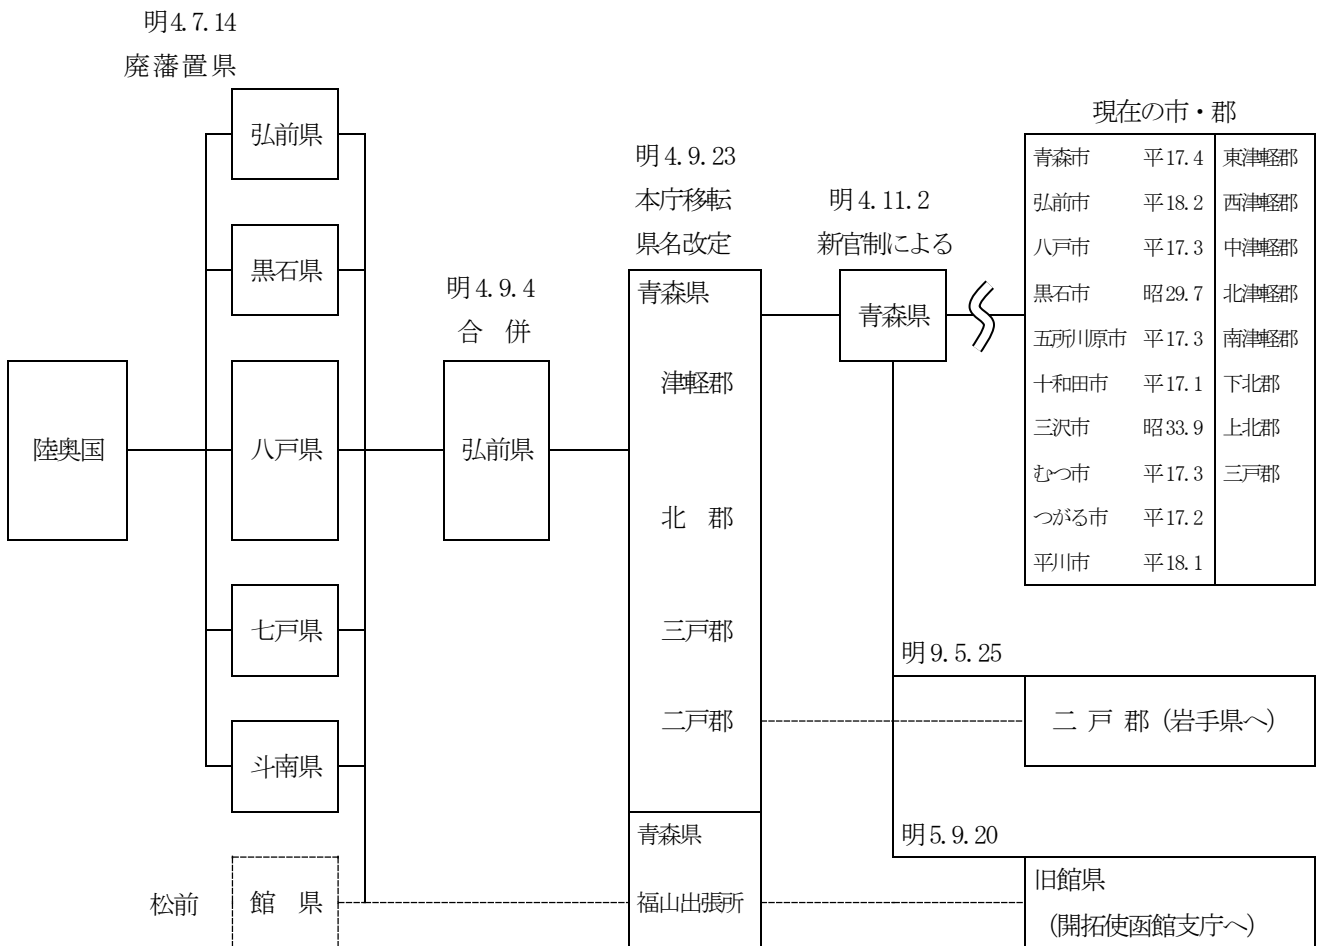 明4.7.14
廃藩置県
陸奥国
弘前県
黒石県
八戸県
七戸県
斗南県
松前
館　県
明4.9.4
合　併
弘前県
明4.9.23
本庁移転
県名改定
青森県
津軽郡
北　郡
三戸郡
二戸郡
青森県
福山出張所
明4.11.2
新官制による
青森県
現在の市・郡
青森市　平17.4　東津軽郡
弘前市　平18.2　西津軽郡
八戸市　平17.3　中津軽郡
黒石市　昭29.7　北津軽郡
五所川原市　平17.3　南津軽郡
十和田市　平17.1　下北郡
三沢市　昭33.9　上北郡
むつ市　平17.3　三戸郡
つがる市　平17.2
平川市　平18.1
明9.5.25
二 戸 郡（岩手県へ）
明5.9.20
旧館県
（開拓使函館支庁へ）